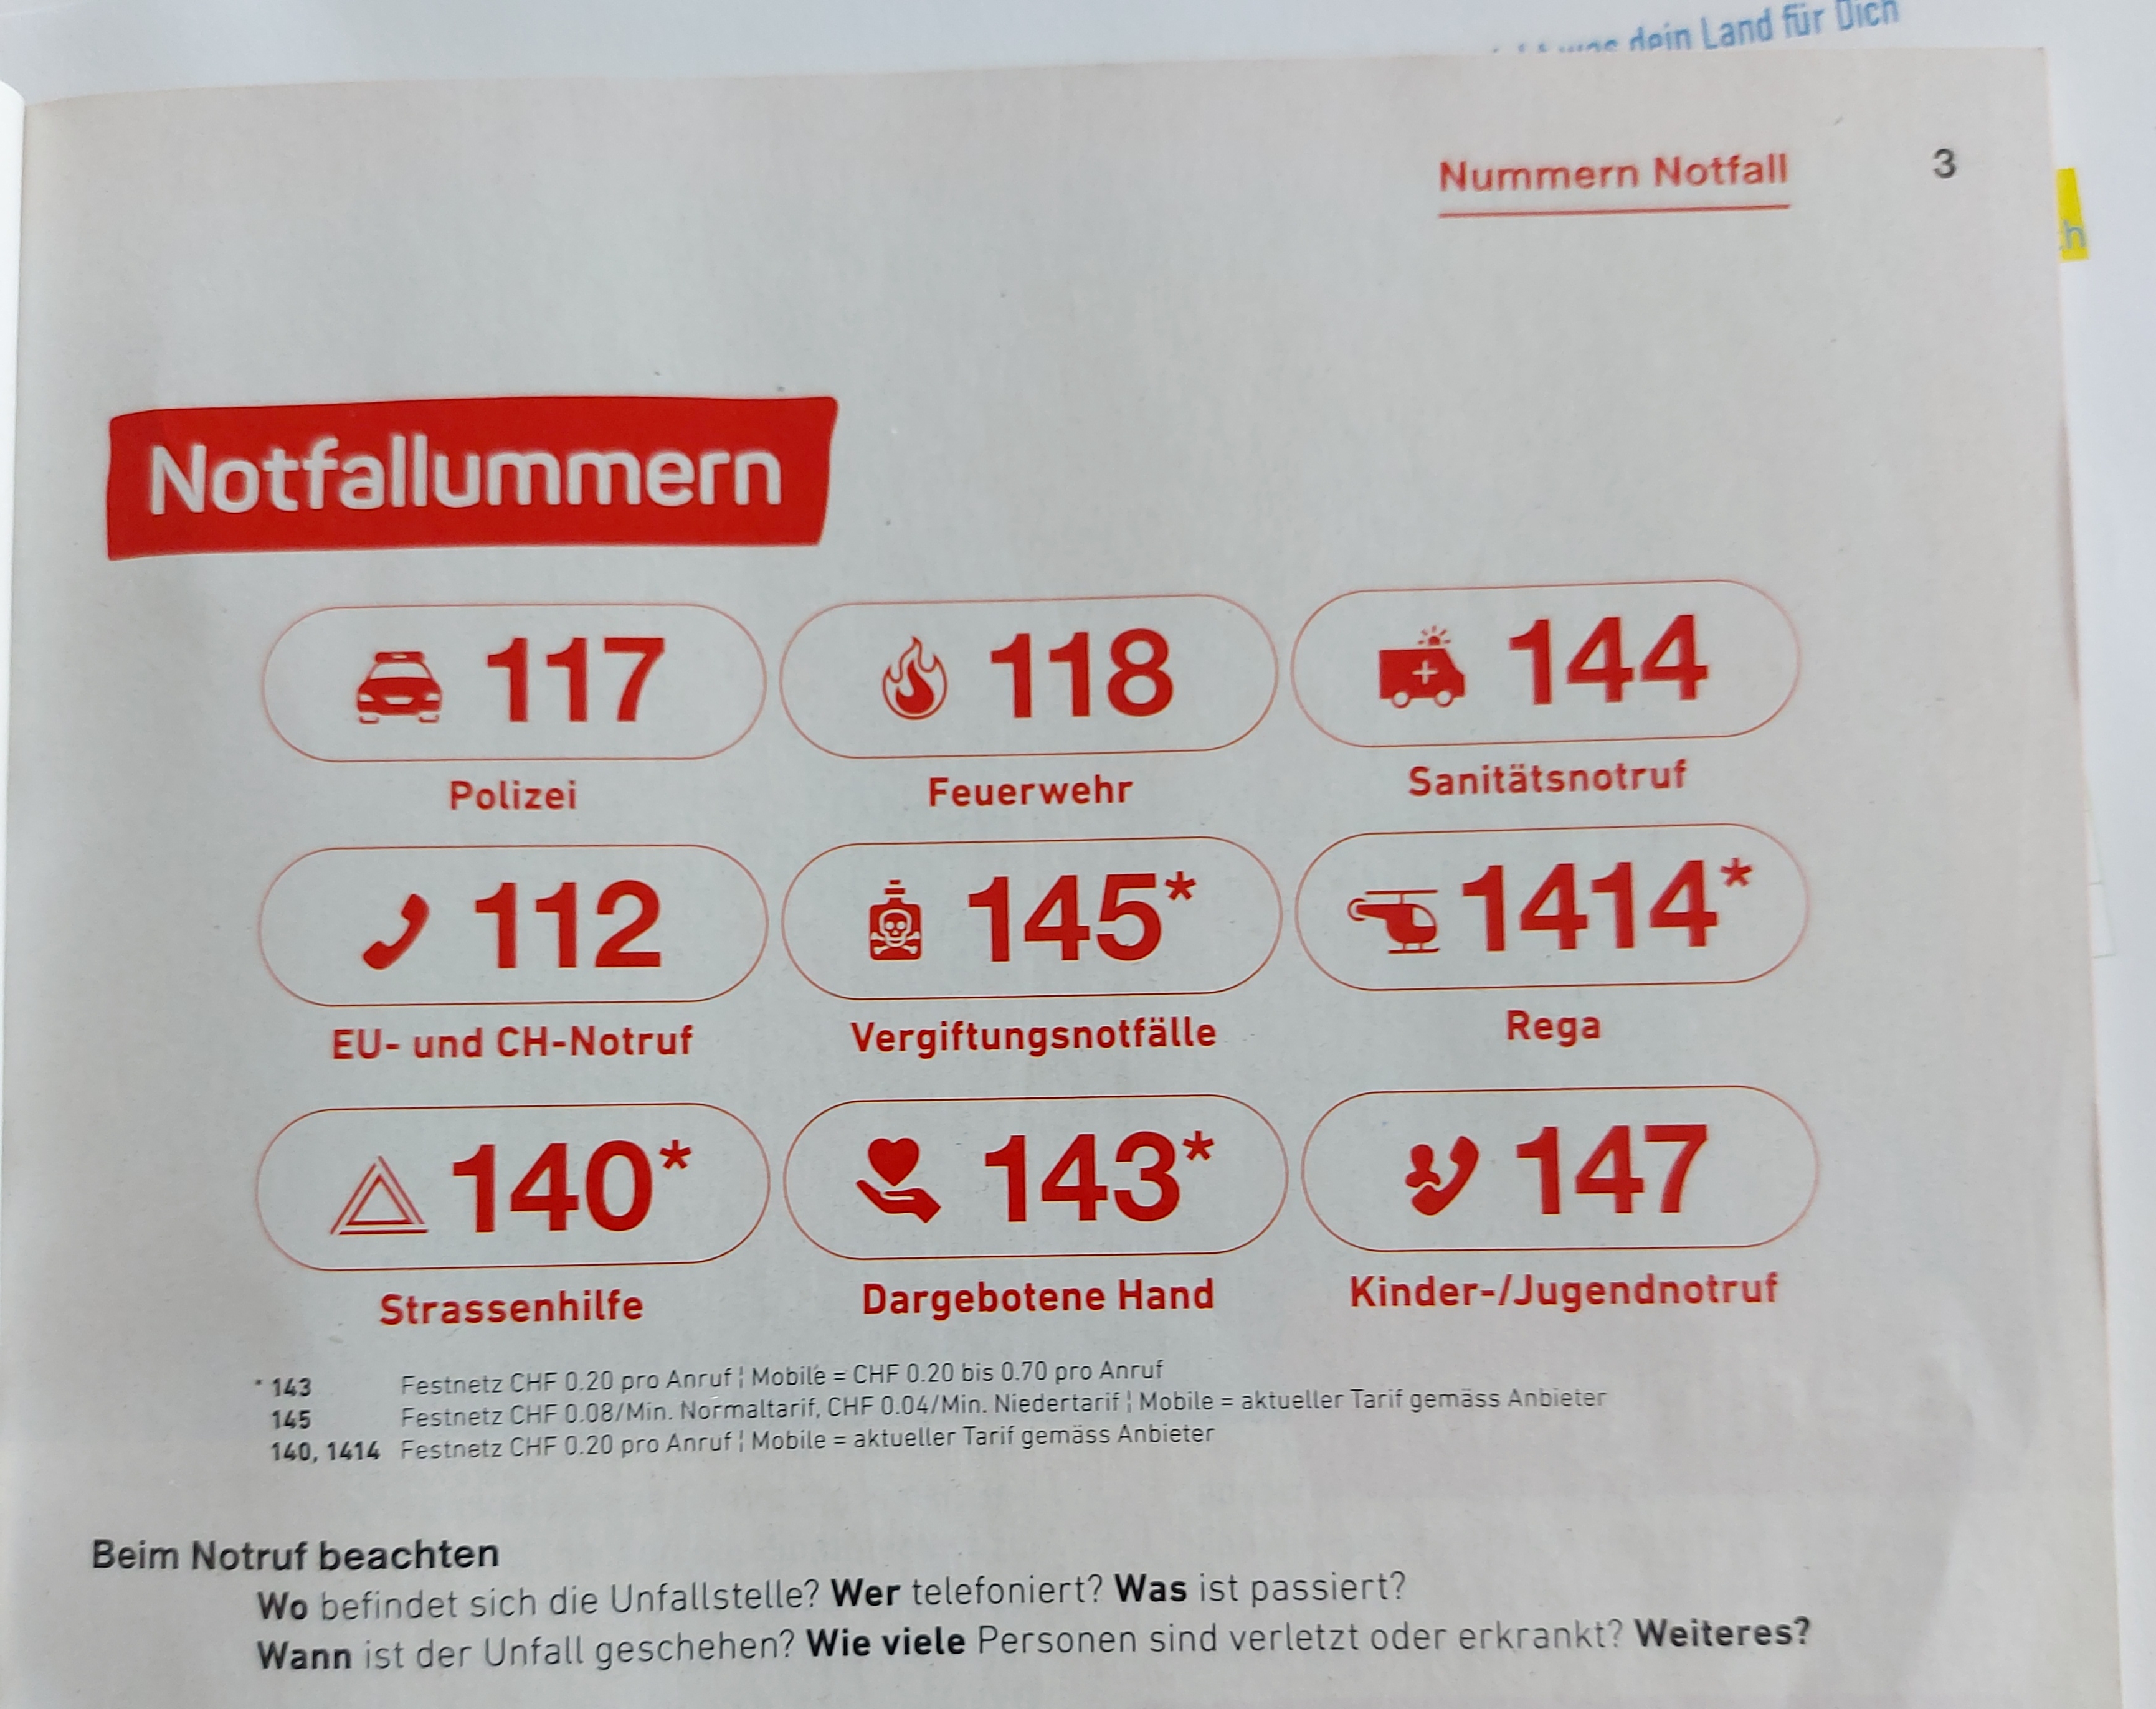 dein Land für Dich
Nummern Notfall 3
h
Notfallummern
117 118 144
Polizei Feuerwehr Sanitätsnotruf
112 145* 1414*
EU- und CH-Notruf Vergiftungsnotfälle Rega
140* 143* 147
Strassenhilfe Dargebotene Hand Kinder-/Jugendnotruf
* 143 Festnetz CHF 0.20 pro Anruf ¦ Mobile = CHF 0.20 bis 0.70 pro Anruf
145 Festnetz CHF 0.08/Min. Normaltarif, CHF 0.04/Min. Niedertarif ¦ Mobile = aktueller Tarif gemäss Anbieter
140, 1414 Festnetz CHF 0.20 pro Anruf ¦ Mobile = aktueller Tarif gemäss Anbieter
Beim Notruf beachten
Wo befindet sich die Unfallstelle? Wer telefoniert? Was ist passiert?
Wann ist der Unfall geschehen? Wie viele Personen sind verletzt oder erkrankt? Weiteres?